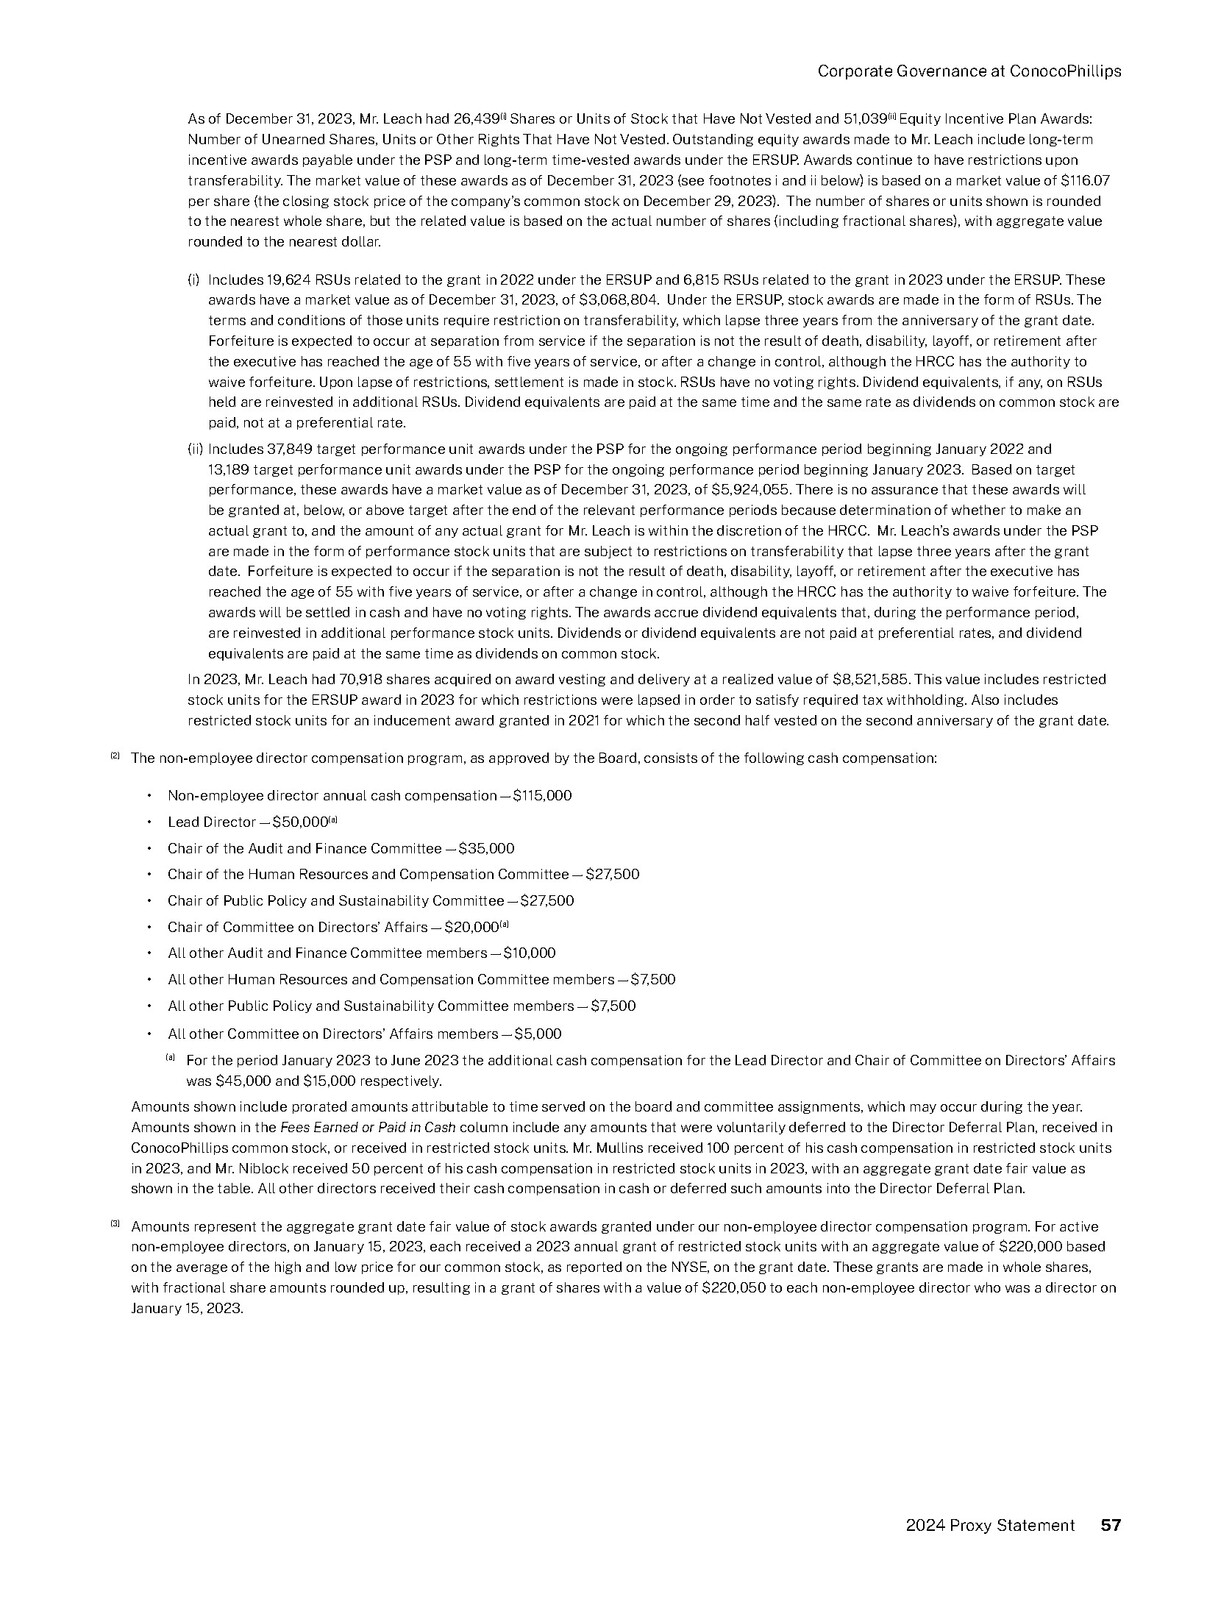 Corporate Governance at ConocoPhillips
As of December 31, 2023, Mr. Leach had 26,439(i) Shares or Units of Stock that Have Not Vested and 51,039(ii) Equity Incentive Plan Awards:
Number of Unearned Shares, Units or Other Rights That Have Not Vested. Outstanding equity awards made to Mr. Leach include long-term
incentive awards payable under the PSP and long-term time-vested awards under the ERSUP. Awards continue to have restrictions upon
transferability. The market value of these awards as of December 31, 2023 (see footnotes i and ii below) is based on a market value of $116.07
per share (the closing stock price of the company's common stock on December 29, 2023). The number of shares or units shown is rounded
to the nearest whole share, but the related value is based on the actual number of shares (including fractional shares), with aggregate value
rounded to the nearest dollar.
(i) Includes 19,624 RSUs related to the grant in 2022 under the ERSUP and 6,815 RSUs related to the grant in 2023 under the ERSUP. These
awards have a market value as of December 31, 2023, of $3,068,804. Under the ERSUP, stock awards are made in the form of RSUs. The
terms and conditions of those units require restriction on transferability, which lapse three years from the anniversary of the grant date.
Forfeiture is expected to occur at separation from service if the separation is not the result of death, disability, layoff, or retirement after
the executive has reached the age of 55 with five years of service, or after a change in control, although the HRCC has the authority to
waive forfeiture. Upon lapse of restrictions, settlement is made in stock. RSUs have no voting rights. Dividend equivalents, if any, on RSUs
held are reinvested in additional RSUs. Dividend equivalents are paid at the same time and the same rate as dividends on common stock are
paid, not at a preferential rate.
(ii) Includes 37,849 target performance unit awards under the PSP for the ongoing performance period beginning January 2022 and
13,189 target performance unit awards under the PSP for the ongoing performance period beginning January 2023. Based on target
performance, these awards have a market value as of December 31, 2023, of $5,924,055. There is no assurance that these awards will
be granted at, below, or above target after the end of the relevant performance periods because determination of whether to make an
actual grant to, and the amount of any actual grant for Mr. Leach is within the discretion of the HRCC. Mr. Leach's awards under the PSP
are made in the form of performance stock units that are subject to restrictions on transferability that lapse three years after the grant
date. Forfeiture is expected to occur if the separation is not the result of death, disability, layoff, or retirement after the executive has
reached the age of 55 with five years of service, or after a change in control, although the HRCC has the authority to waive forfeiture. The
awards will be settled in cash and have no voting rights. The awards accrue dividend equivalents that, during the performance period,
are reinvested in additional performance stock units. Dividends or dividend equivalents are not paid at preferential rates, and dividend
equivalents are paid at the same time as dividends on common stock.
In 2023, Mr. Leach had 70,918 shares acquired on award vesting and delivery at a realized value of $8,521,585. This value includes restricted
stock units for the ERSUP award in 2023 for which restrictions were lapsed in order to satisfy required tax withholding. Also includes
restricted stock units for an inducement award granted in 2021 for which the second half vested on the second anniversary of the grant date.
(2) The non-employee director compensation program, as approved by the Board, consists of the following cash compensation:
• Non-employee director annual cash compensation—$115,000
• Lead Director—$50,000(a)
• Chair of the Audit and Finance Committee—$35,000
• Chair of the Human Resources and Compensation Committee—$27,500
• Chair of Public Policy and Sustainability Committee—$27,500
• Chair of Committee on Directors' Affairs—$20,000(a)
• All other Audit and Finance Committee members—$10,000
• All other Human Resources and Compensation Committee members—$7,500
• All other Public Policy and Sustainability Committee members—$7,500
• All other Committee on Directors' Affairs members—$5,000
(a) For the period January 2023 to June 2023 the additional cash compensation for the Lead Director and Chair of Committee on Directors' Affairs
was $45,000 and $15,000 respectively.
Amounts shown include prorated amounts attributable to time served on the board and committee assignments, which may occur during the year.
Amounts shown in the Fees Earned or Paid in Cash column include any amounts that were voluntarily deferred to the Director Deferral Plan, received in
ConocoPhillips common stock, or received in restricted stock units. Mr. Mullins received 100 percent of his cash compensation in restricted stock units
in 2023, and Mr. Niblock received 50 percent of his cash compensation in restricted stock units in 2023, with an aggregate grant date fair value as
shown in the table. All other directors received their cash compensation in cash or deferred such amounts into the Director Deferral Plan.
(3) Amounts represent the aggregate grant date fair value of stock awards granted under our non-employee director compensation program. For active
non-employee directors, on January 15, 2023, each received a 2023 annual grant of restricted stock units with an aggregate value of $220,000 based
on the average of the high and low price for our common stock, as reported on the NYSE, on the grant date. These grants are made in whole shares,
with fractional share amounts rounded up, resulting in a grant of shares with a value of $220,050 to each non-employee director who was a director on
January 15, 2023.
2024 Proxy Statement 57